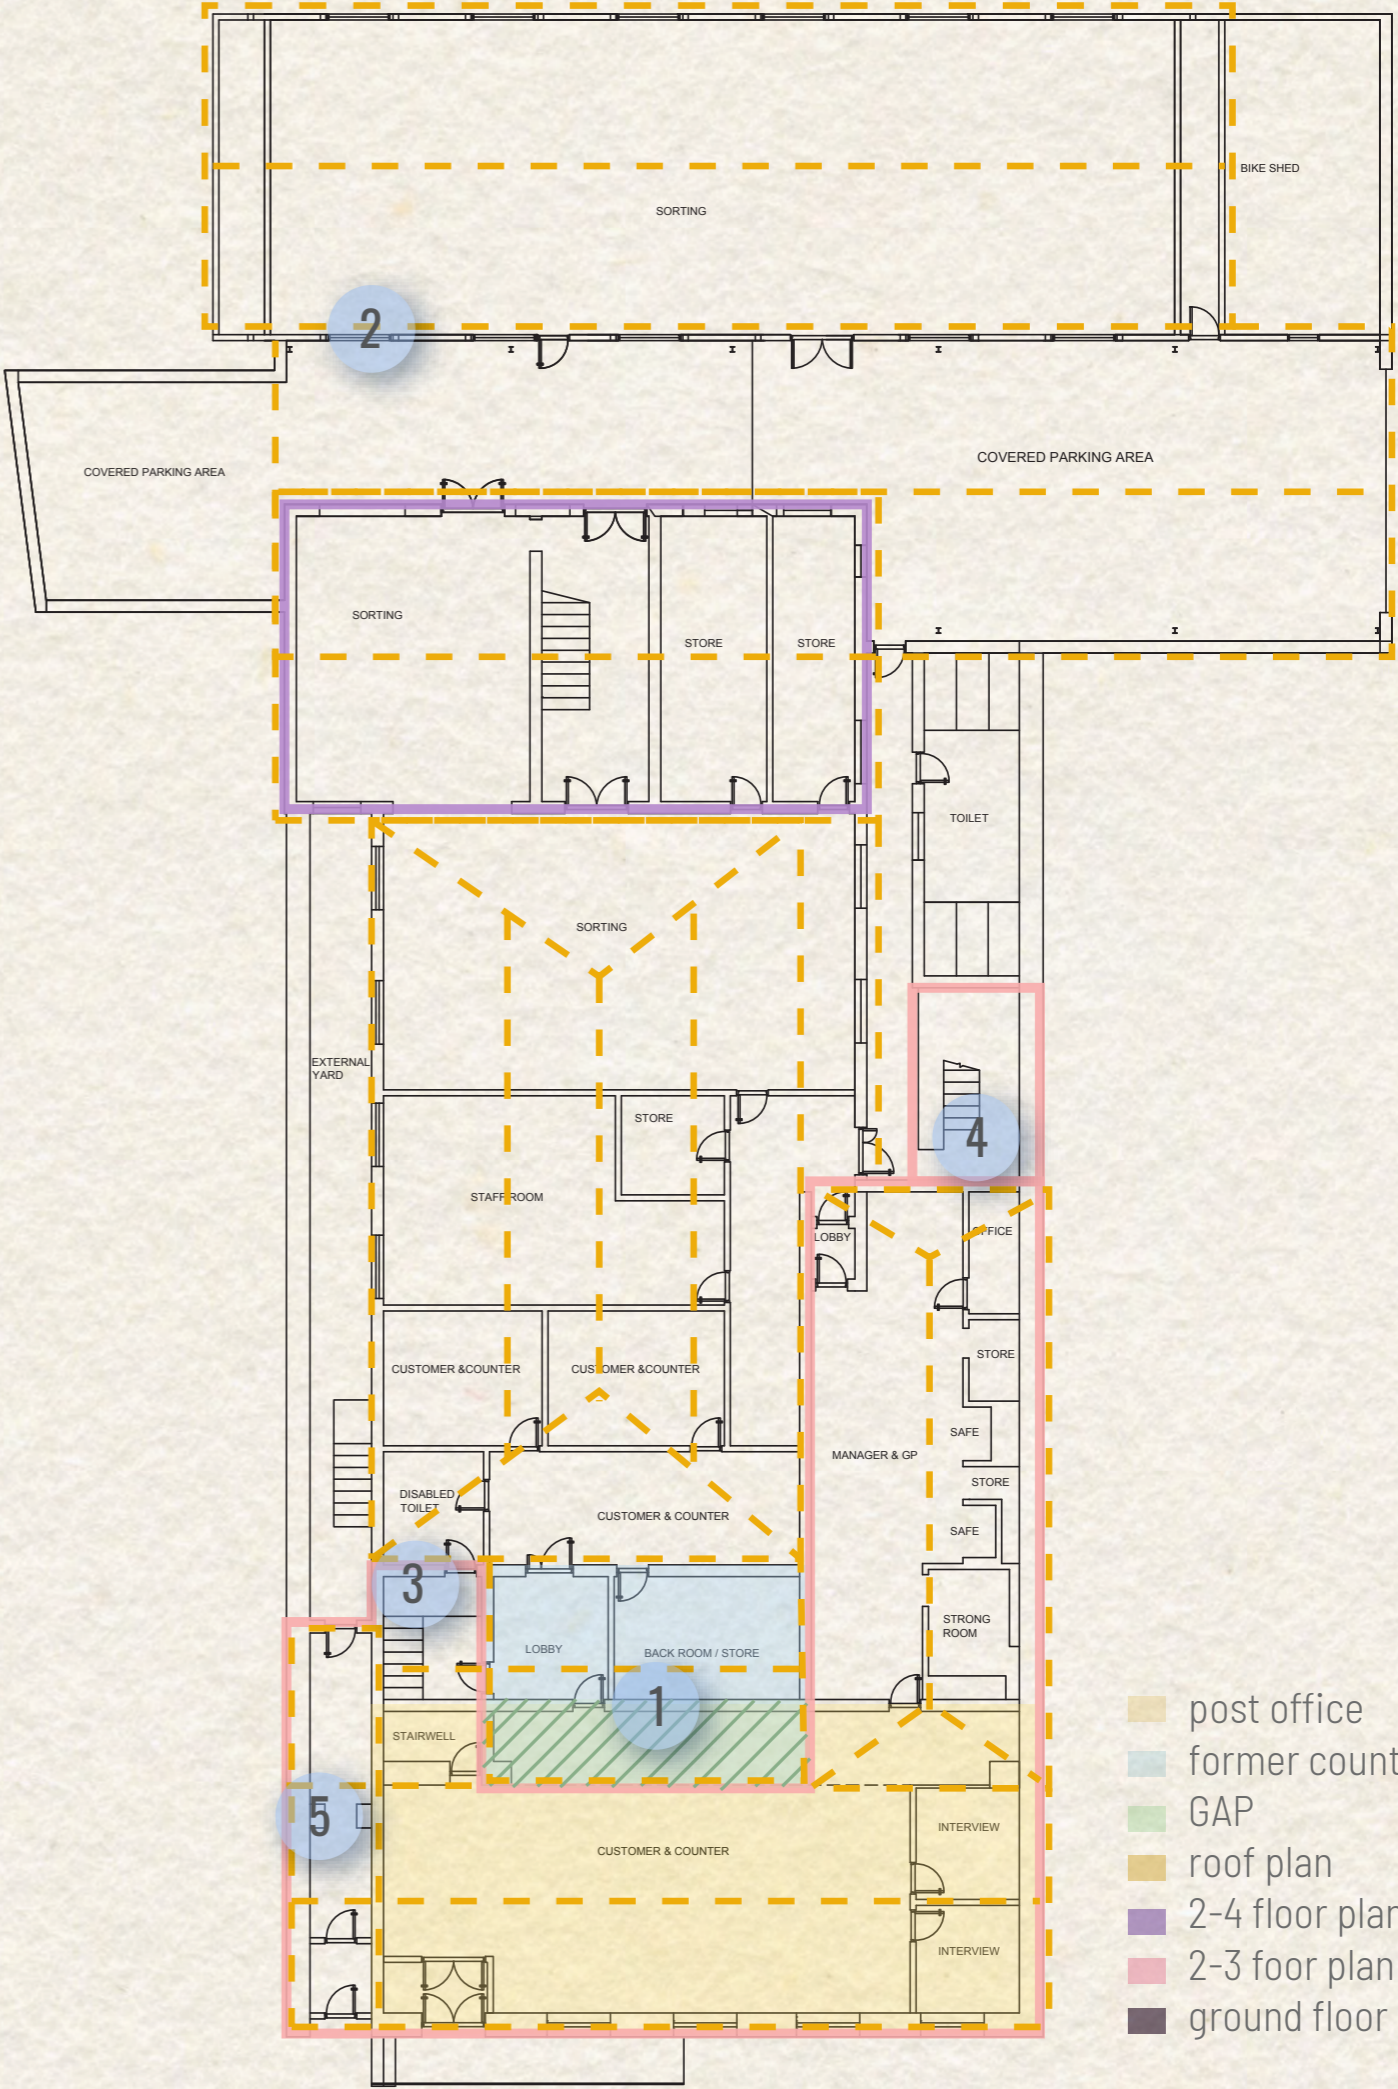 BIKE SHED
SORTING
2
COVERED PARKING AREA
COVERED PARKING AREA
SORTING
STORE
STORE
TOILET
SORTING
EXTERNAL
YARD
STORE
4
STAFF ROOM
LOBBY
OFFICE
STORE
CUSTOMER &COUNTER
CUSTOMER &COUNTER
SAFE
MANAGER & GP
STORE
DISABLED
TOILET
CUSTOMER & COUNTER
SAFE
3
STRONG
ROOM
LOBBY
BACK ROOM / STORE
1
STAIRWELL
5
INTERVIEW
CUSTOMER & COUNTER
INTERVIEW
post office
former count
GAP
roof plan
2-4 floor plan
2-3 foor plan
ground floor